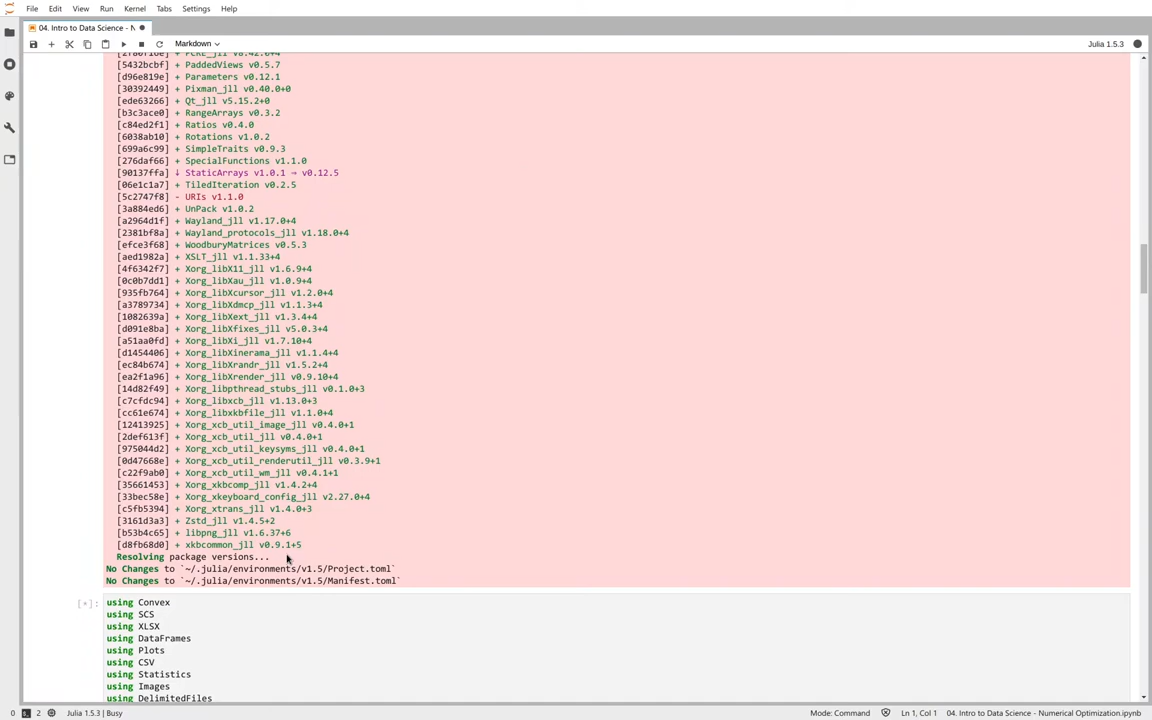 File Edit View Run Kernel Tabs Settings Help
04. Intro to Data Science - N
Markdown
Julia 1.5.3
[2f80f16e] + PCRE_jll v8.42.0+4
[5432bcbf] + PaddedViews v0.5.7
[d96e819e] + Parameters v0.12.1
[30392449] + Pixman_jll v0.40.0+0
[ede63266] + Qt_jll v5.15.2+0
[b3c3ace0] + RangeArrays v0.3.2
[c84ed2f1] + Ratios v0.4.0
[6038ab10] + Rotations v1.0.2
[699a6c99] + SimpleTraits v0.9.3
[276daf66] + SpecialFunctions v1.1.0
[90137ffa] ↓ StaticArrays v1.0.1 ⇒ v0.12.5
[06e1c1a7] + TiledIteration v0.2.5
[5c2747f8] - URIs v1.1.0
[3a884ed6] + UnPack v1.0.2
[a2964d1f] + Wayland_jll v1.17.0+4
[2381bf8a] + Wayland_protocols_jll v1.18.0+4
[efce3f68] + WoodburyMatrices v0.5.3
[aed1982a] + XSLT_jll v1.1.33+4
[4f6342f7] + Xorg_libX11_jll v1.6.9+4
[0c0b7dd1] + Xorg_libXau_jll v1.0.9+4
[935fb764] + Xorg_libXcursor_jll v1.2.0+4
[a3789734] + Xorg_libXdmcp_jll v1.1.3+4
[1082639a] + Xorg_libXext_jll v1.3.4+4
[d091e8ba] + Xorg_libXfixes_jll v5.0.3+4
[a51aa0fd] + Xorg_libXi_jll v1.7.10+4
[d1454406] + Xorg_libXinerama_jll v1.1.4+4
[ec84b674] + Xorg_libXrandr_jll v1.5.2+4
[ea2f1a96] + Xorg_libXrender_jll v0.9.10+4
[14d82f49] + Xorg_libpthread_stubs_jll v0.1.0+3
[c7cfdc94] + Xorg_libxcb_jll v1.13.0+3
[cc61e674] + Xorg_libxkbfile_jll v1.1.0+4
[12413925] + Xorg_xcb_util_image_jll v0.4.0+1
[2def613f] + Xorg_xcb_util_jll v0.4.0+1
[975044d2] + Xorg_xcb_util_keysyms_jll v0.4.0+1
[0d47668e] + Xorg_xcb_util_renderutil_jll v0.3.9+1
[c22f9ab0] + Xorg_xcb_util_wm_jll v0.4.1+1
[35661453] + Xorg_xkbcomp_jll v1.4.2+4
[33bec58e] + Xorg_xkeyboard_config_jll v2.27.0+4
[c5fb5394] + Xorg_xtrans_jll v1.4.0+3
[3161d3a3] + Zstd_jll v1.4.5+2
[b53b4c65] + libpng_jll v1.6.37+6
[d8fb68d0] + xkbcommon_jll v0.9.1+5
Resolving package versions...
No Changes to `~/.julia/environments/v1.5/Project.toml`
No Changes to `~/.julia/environments/v1.5/Manifest.toml`
[*]: using Convex
using SCS
using XLSX
using DataFrames
using Plots
using CSV
using Statistics
using Images
using DelimitedFiles
0 2 Julia 1.5.3 | Busy Mode: Command Ln 1, Col 1 04. Intro to Data Science - Numerical Optimization.ipynb